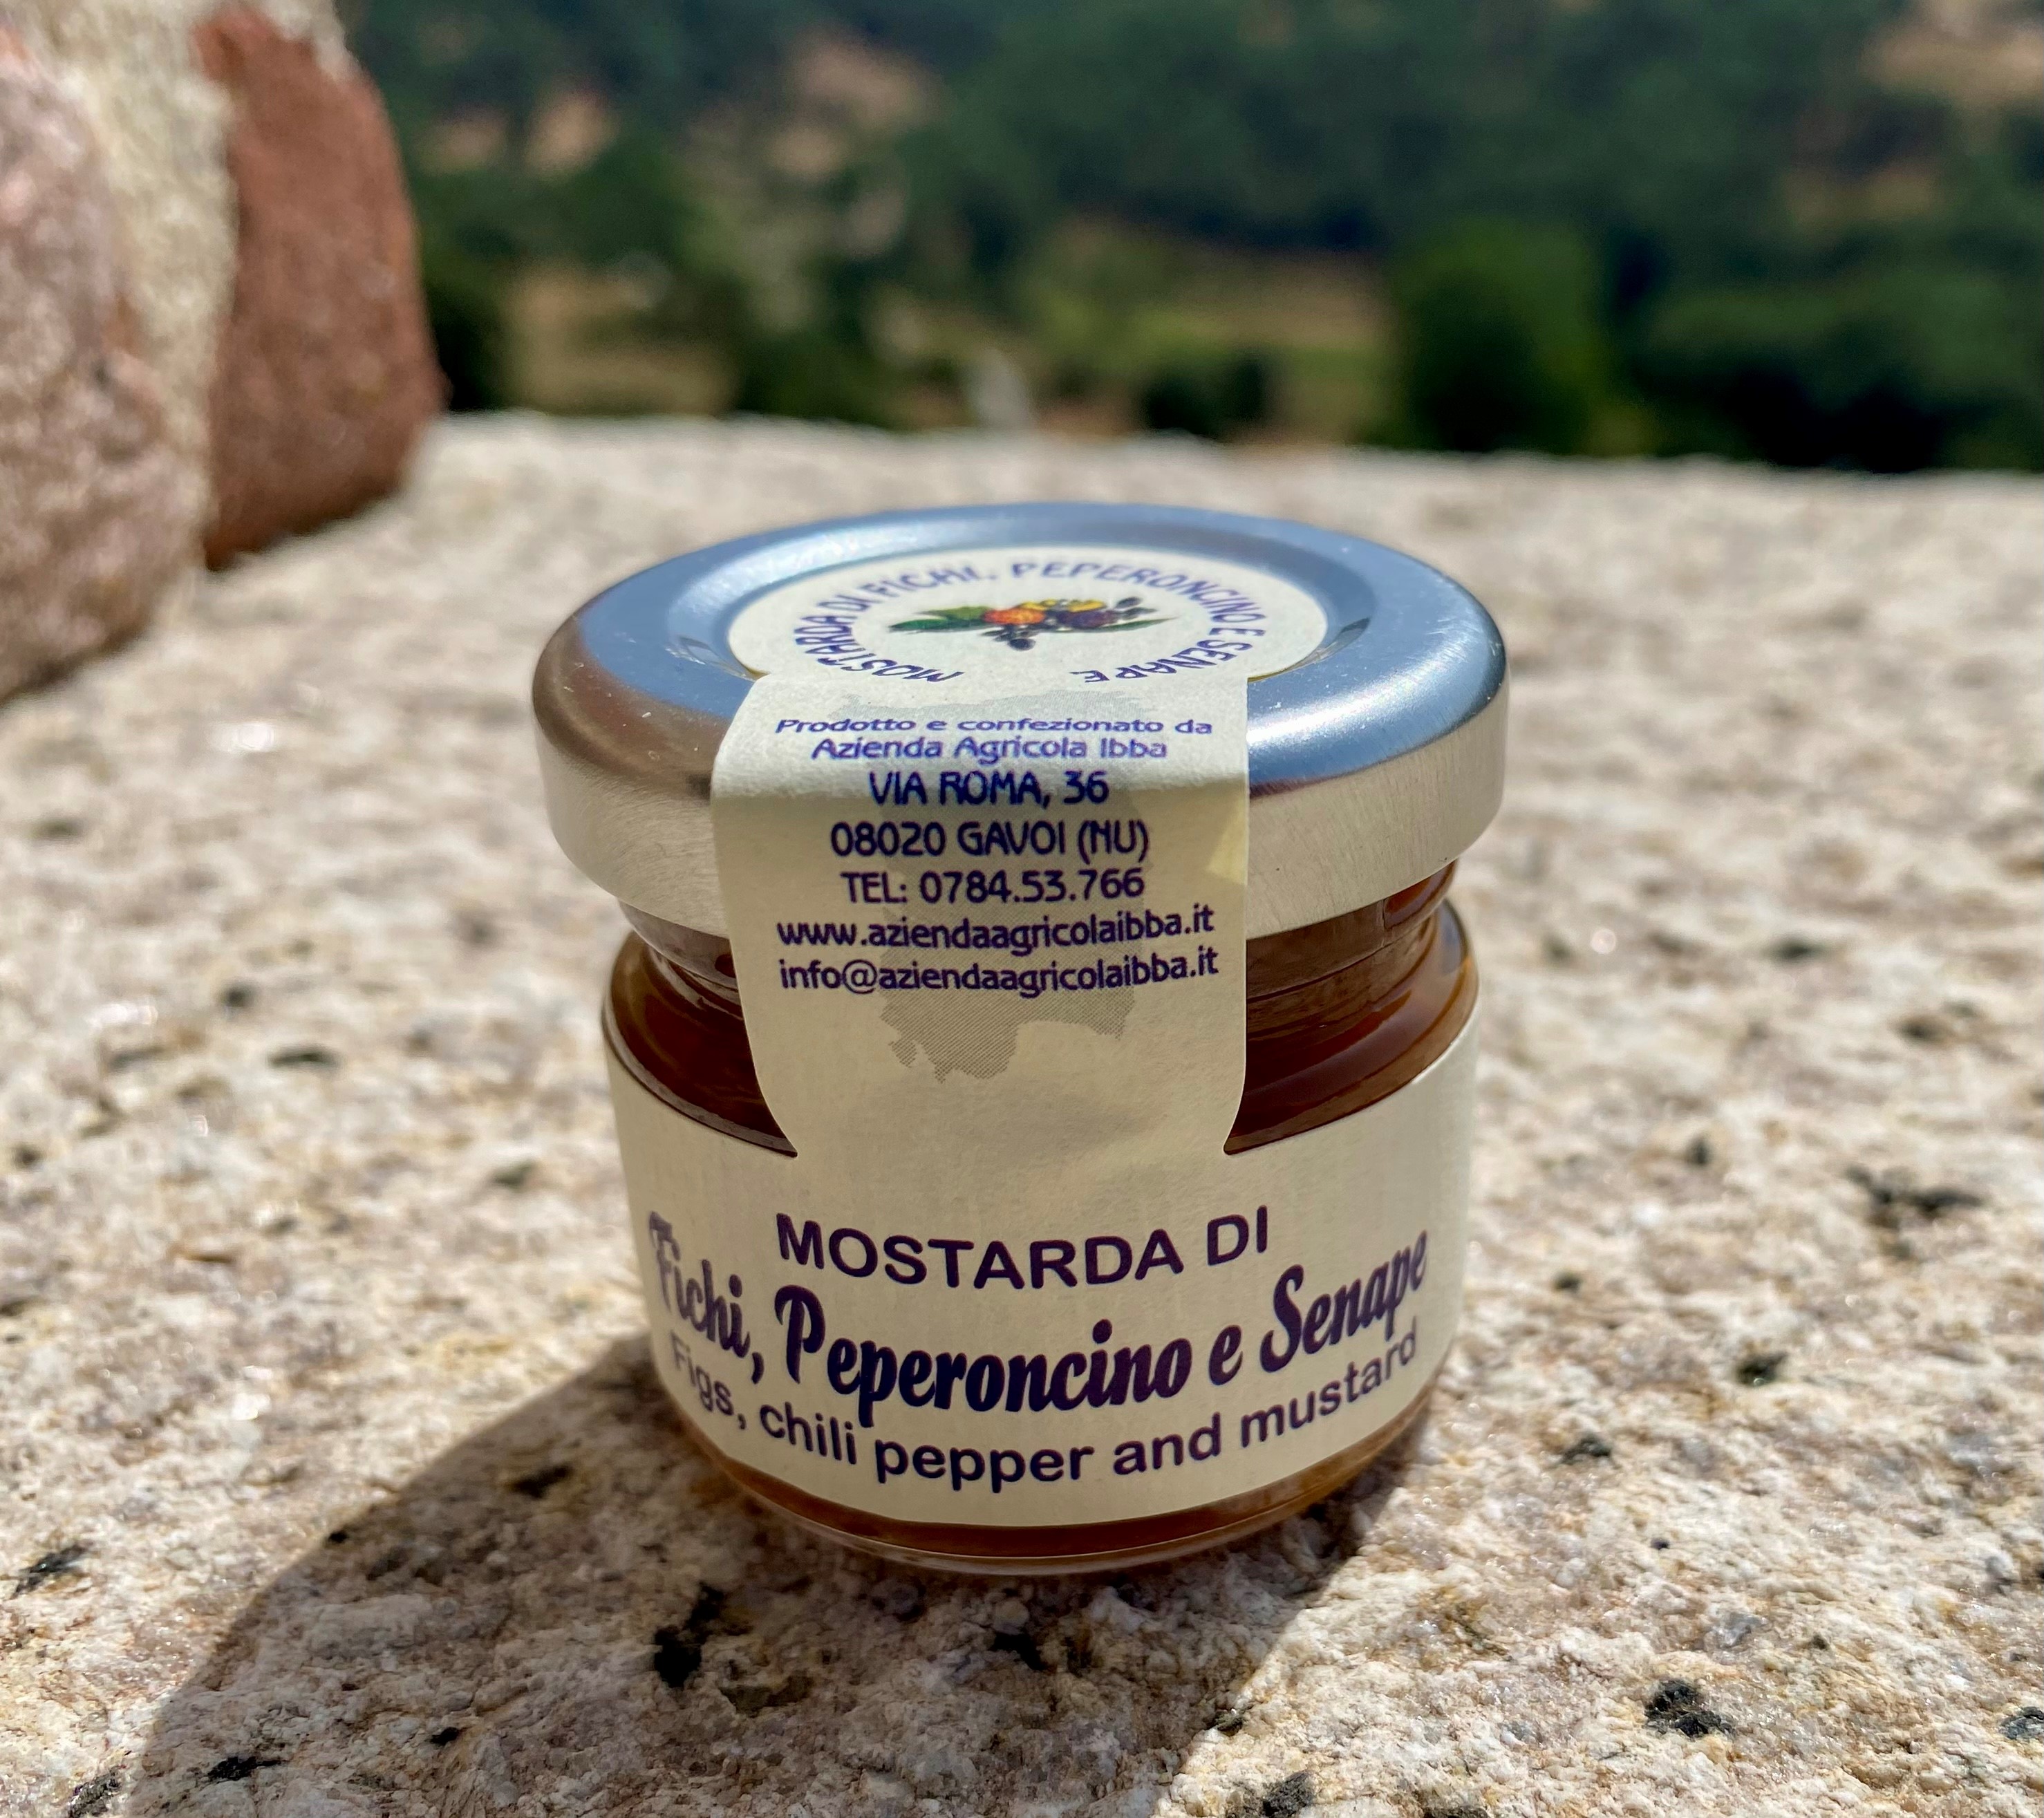 MOSTARDA DI FICHI, PEPERONCINO E SENAPE
Prodotto e confezionato da
Azienda Agricola Ibba
VIA ROMA, 36
08020 GAVOI (NU)
TEL: 0784.53.766
www.aziendaagricolaibba.it
info@aziendaagricolaibba.it
MOSTARDA DI
Fichi, Peperoncino e Senape
Figs, chili pepper and mustard